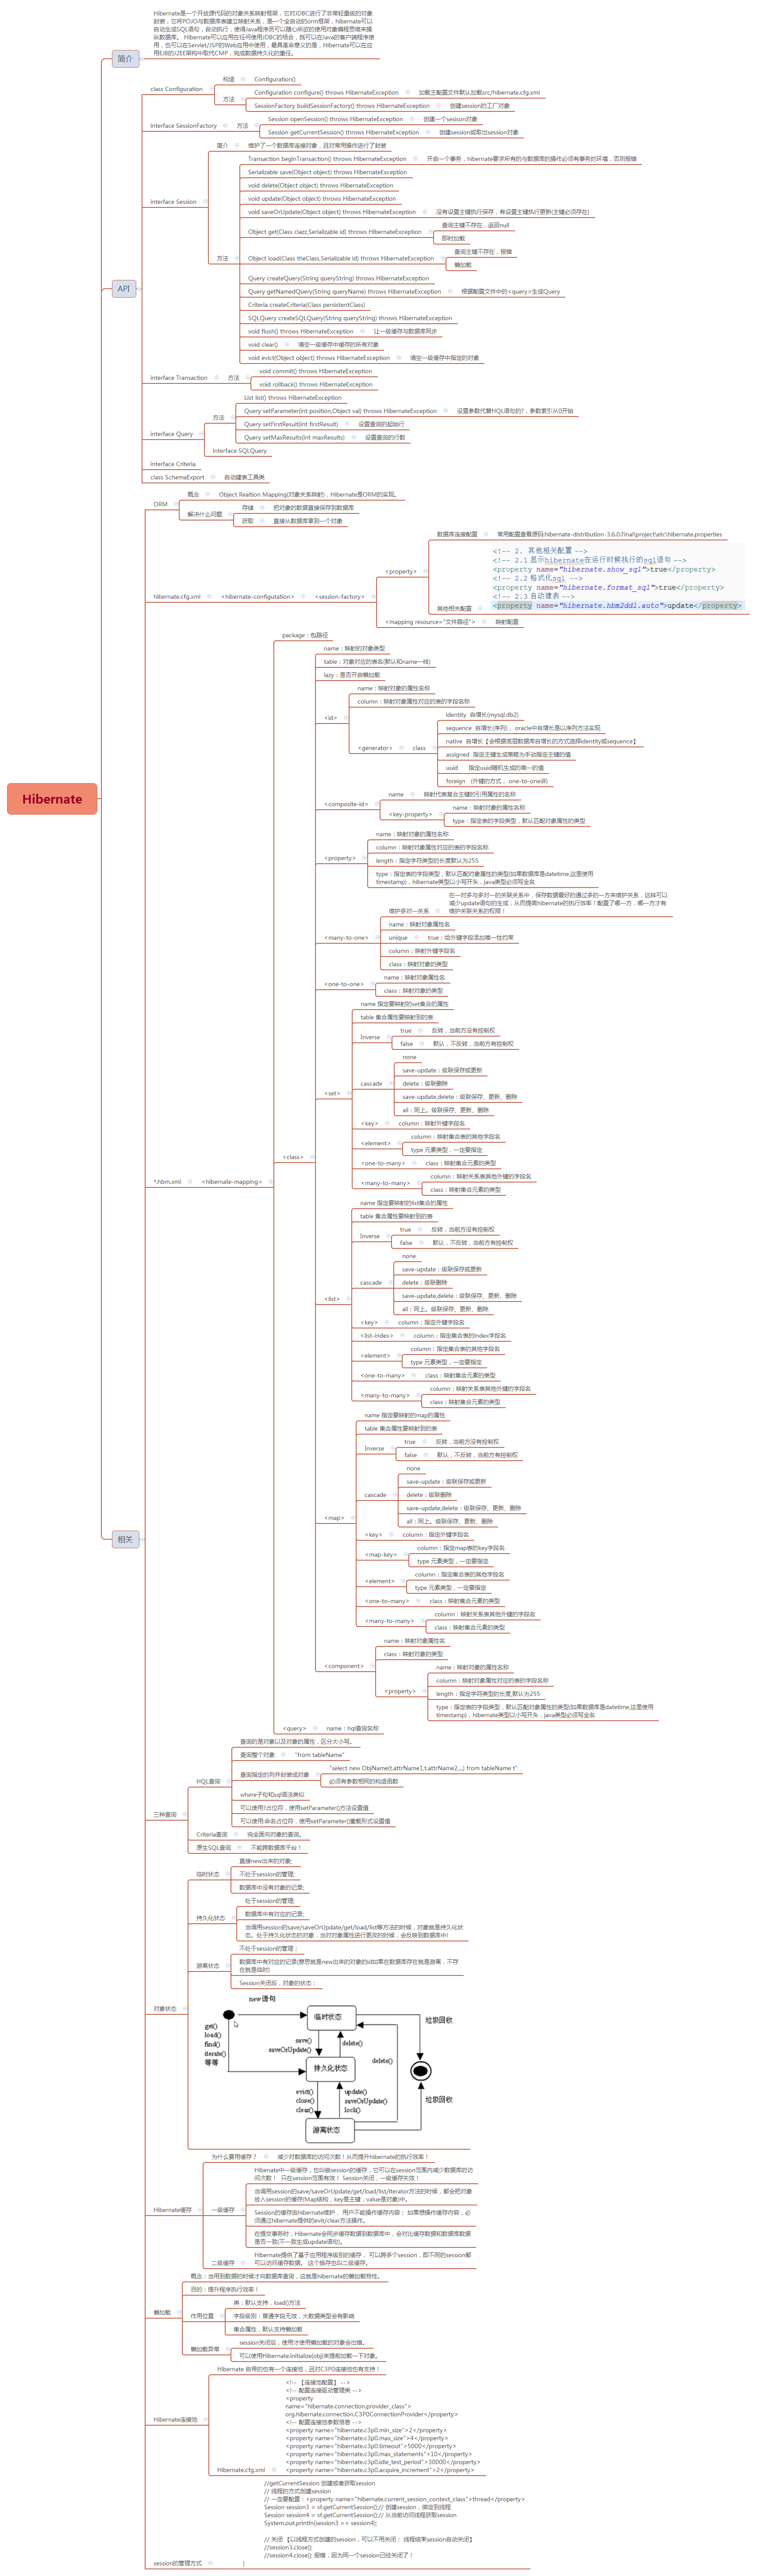 Hibernate
简介
Hibernate是一个开放源代码的对象关系映射框架，它对JDBC进行了非常轻量级的对象
封装，它将POJO与数据库表建立映射关系，是一个全自动的orm框架，hibernate可以
自动生成SQL语句，自动执行，使得Java程序员可以随心所欲的使用对象编程思维来操
纵数据库。 Hibernate可以应用在任何使用JDBC的场合，既可以在Java的客户端程序使
用，也可以在Servlet/JSP的Web应用中使用，最具革命意义的是，Hibernate可以在应
用EJB的J2EE架构中取代CMP，完成数据持久化的重任。
API
class Configuration
构造
Configuration()
方法
Configuration configure() throws HibernateException
加载主配置文件默认加载src/hibernate.cfg.xml
SessionFactory buildSessionFactory() throws HibernateException
创建session的工厂对象
interface SessionFactory
方法
Session openSession() throws HibernateException
创建一个sesison对象
Session getCurrentSession() throws HibernateException
创建session或取出session对象
interface Session
简介
维护了一个数据库连接对象，且对常用操作进行了封装
方法
Transaction beginTransaction() throws HibernateException
开启一个事务，hibernate要求所有的与数据库的操作必须有事务的环境，否则报错
Serializable save(Object object) throws HibernateException
void delete(Object object) throws HibernateException
void update(Object object) throws HibernateException
void saveOrUpdate(Object object) throws HibernateException
没有设置主键执行保存，有设置主键执行更新(主键必须存在)
Object get(Class clazz,Serializable id) throws HibernateException
查询主键不存在，返回null
即时加载
Object load(Class theClass,Serializable id) throws HibernateException
查询主键不存在，报错
懒加载
Query createQuery(String queryString) throws HibernateException
Query getNamedQuery(String queryName) throws HibernateException
根据配置文件中的<query>生成Query
Criteria createCriteria(Class persistentClass)
SQLQuery createSQLQuery(String queryString) throws HibernateException
void flush() throws HibernateException
让一级缓存与数据库同步
void clear()
清空一级缓存中缓存的所有对象
void evict(Object object) throws HibernateException
清空一级缓存中指定的对象
interface Transaction
方法
void commit() throws HibernateException
void rollback() throws HibernateException
interface Query
方法
List list() throws HibernateException
Query setParameter(int position,Object val) throws HibernateException
设置参数代替HQL语句的?，参数索引从0开始
Query setFirstResult(int firstResult)
设置查询的起始行
Query setMaxResults(int maxResults)
设置查询的行数
interface SQLQuery
interface Criteria
class SchemaExport
自动建表工具类
相关
ORM
概念
Object Realtion Mapping(对象关系映射)，Hibernate是ORM的实现。
解决什么问题
存储
把对象的数据直接保存到数据库
获取
直接从数据库拿到一个对象
hibernate.cfg.xml
<hibernate-configutation>
<session-factory>
<property>
数据库连接配置
常用配置查看源码:hibernate-distribution-3.6.0.Final\project\etc\hibernate.properties
其他相关配置
<!-- 2. 其他相关配置 -->
<!-- 2.1 显示hibernate在运行时候执行的sql语句 -->
<property name="hibernate.show_sql">true</property>
<!-- 2.2 格式化sql -->
<property name="hibernate.format_sql">true</property>
<!-- 2.3 自动建表 -->
<property name="hibernate.hbm2ddl.auto">update</property>
<mapping resource="文件路径">
映射配置
*.hbm.xml
<hibernate-mapping>
package：包路径
<class>
name：映射的对象类型
table：对象对应的表名(默认和name一样)
lazy：是否开启懒加载
<id>
name：映射对象的属性名称
column：映射对象属性对应的表的字段名称
<generator>
class
identity 自增长(mysql,db2)
sequence 自增长(序列)， oracle中自增长是以序列方法实现
native 自增长【会根据底层数据库自增长的方式选择identity或sequence】
assigned 指定主键生成策略为手动指定主键的值
uuid 指定uuid随机生成的唯一的值
foreign (外键的方式， one-to-one讲)
<composite-id>
name
映射代表复合主键的引用属性的名称
<key-property>
name：映射对象的属性名称
type：指定表的字段类型，默认匹配对象属性的类型
<property>
name：映射对象的属性名称
column：映射对象属性对应的表的字段名称
length：指定字符类型的长度默认为255
type：指定表的字段类型，默认匹配对象属性的类型(如果数据库是datetime,这里使用
timestamp)，hibernate类型以小写开头，java类型必须写全名
<many-to-one>
维护多对一关系
在一对多与多对一的关联关系中，保存数据最好的通过多的一方来维护关系，这样可以
减少update语句的生成，从而提高hibernate的执行效率！配置了哪一方，哪一方才有
维护关联关系的权限！
name：映射对象属性名
unique
true：给外键字段添加唯一性约束
column：映射外键字段名
class：映射对象的类型
<one-to-one>
name：映射对象属性名
class：映射对象的类型
<set>
name 指定要映射的set集合的属性
table 集合属性要映射到的表
Inverse
true
反转，当前方没有控制权
false
默认，不反转，当前方有控制权
cascade
none
save-update：级联保存或更新
delete：级联删除
save-update,delete：级联保存、更新、删除
all：同上。级联保存、更新、删除
<key>
column：映射外键字段名
<element>
column：映射集合表的其他字段名
type 元素类型，一定要指定
<one-to-many>
class：映射集合元素的类型
<many-to-many>
column：映射关系表其他外键的字段名
class：映射集合元素的类型
<list>
name 指定要映射的list集合的属性
table 集合属性要映射到的表
Inverse
true
反转，当前方没有控制权
false
默认，不反转，当前方有控制权
cascade
none
save-update：级联保存或更新
delete：级联删除
save-update,delete：级联保存、更新、删除
all：同上。级联保存、更新、删除
<key>
column：指定外键字段名
<list-index>
column：指定集合表的index字段名
<element>
column：指定集合表的其他字段名
type 元素类型，一定要指定
<one-to-many>
class：映射集合元素的类型
<many-to-many>
column：映射关系表其他外键的字段名
class：映射集合元素的类型
<map>
name 指定要映射的map的属性
table 集合属性要映射到的表
Inverse
true
反转，当前方没有控制权
false
默认，不反转，当前方有控制权
cascade
none
save-update：级联保存或更新
delete：级联删除
save-update,delete：级联保存、更新、删除
all：同上。级联保存、更新、删除
<key>
column：指定外键字段名
<map-key>
column：指定map表的key字段名
type 元素类型，一定要指定
<element>
column：指定集合表的其他字段名
type 元素类型，一定要指定
<one-to-many>
class：映射集合元素的类型
<many-to-many>
column：映射关系表其他外键的字段名
class：映射集合元素的类型
<component>
name：映射对象属性名
class：映射对象的类型
<property>
name：映射对象的属性名称
column：映射对象属性对应的表的字段名称
length：指定字符类型的长度,默认为255
type：指定表的字段类型，默认匹配对象属性的类型(如果数据库是datetime,这里使用
timestamp)，hibernate类型以小写开头，java类型必须写全名
<query>
name：hql查询名称
三种查询
HQL查询
查询的是对象以及对象的属性，区分大小写。
查询整个对象
"from tableName"
查询指定的列并封装成对象
"select new ObjName(t.attrName1,t.attrName2,...) from tableName t"
必须有参数相同的构造函数
where子句和sql语法类似
可以使用?占位符，使用setParameter()方法设置值
可以使用:命名占位符，使用setParameter()重载形式设置值
Criteria查询
完全面向对象的查询。
原生SQL查询
不能跨数据库平台！
对象状态
临时状态
直接new出来的对象;
不处于session的管理;
数据库中没有对象的记录;
持久化状态
处于session的管理;
数据库中有对应的记录;
当调用session的save/saveOrUpdate/get/load/list等方法的时候，对象就是持久化状
态。处于持久化状态的对象，当对对象属性进行更改的时候，会反映到数据库中!
游离状态
不处于session的管理；
数据库中有对应的记录(意思就是new出来的对象的id如果在数据库存在就是游离，不存
在就是临时)
Session关闭后，对象的状态；
new语句
临时状态
垃圾回收
get()
load()
find()
iterate()
等等
save()
saveOrUpdate()
delete()
持久化状态
delete()
evict()
close()
clear()
update()
saveOrUpdate()
lock()
垃圾回收
游离状态
Hibernate缓存
为什么要用缓存？
减少对数据库的访问次数！从而提升hibernate的执行效率！
一级缓存
Hibenate中一级缓存，也叫做session的缓存，它可以在session范围内减少数据库的访
问次数！ 只在session范围有效！ Session关闭，一级缓存失效！
当调用session的save/saveOrUpdate/get/load/list/iterator方法的时候，都会把对象
放入session的缓存(Map结构，key是主键，value是对象)中。
Session的缓存由hibernate维护， 用户不能操作缓存内容； 如果想操作缓存内容，必
须通过hibernate提供的evit/clear方法操作。
在提交事务时，Hibernate会同步缓存数据到数据库中，会对比缓存数据和数据库数据
是否一致(不一致生成update语句)。
二级缓存
Hibernate提供了基于应用程序级别的缓存， 可以跨多个session，即不同的session都
可以访问缓存数据。 这个换存也叫二级缓存。
懒加载
概念：当用到数据的时候才向数据库查询，这就是hibernate的懒加载特性。
目的：提升程序执行效率！
作用位置
类：默认支持，load()方法
字段级别：普通字段无效，大数据类型会有影响
集合属性，默认支持懒加载
懒加载异常
session关闭后，使用才使用懒加载的对象会出错。
可以使用Hibernate.initialize(obj)来提前加载一下对象。
Hibernate连接池
Hibernate 自带的也有一个连接池，且对C3P0连接池也有支持！
Hibernate.cfg.xml
<!-- 【连接池配置】 -->
<!-- 配置连接驱动管理类 -->
<property
name="hibernate.connection.provider_class">
org.hibernate.connection.C3P0ConnectionProvider</property>
<!-- 配置连接池参数信息 -->
<property name="hibernate.c3p0.min_size">2</property>
<property name="hibernate.c3p0.max_size">4</property>
<property name="hibernate.c3p0.timeout">5000</property>
<property name="hibernate.c3p0.max_statements">10</property>
<property name="hibernate.c3p0.idle_test_period">30000</property>
<property name="hibernate.c3p0.acquire_increment">2</property>
session的管理方式
//getCurrentSession 创建或者获取session
// 线程的方式创建session
// 一定要配置：<property name="hibernate.current_session_context_class">thread</property>
Session session3 = sf.getCurrentSession();// 创建session，绑定到线程
Session session4 = sf.getCurrentSession();// 从当前访问线程获取session
System.out.println(session3 == session4);
// 关闭 【以线程方式创建的session，可以不用关闭； 线程结束session自动关闭】
//session3.close();
//session4.close(); 报错，因为同一个session已经关闭了！
}